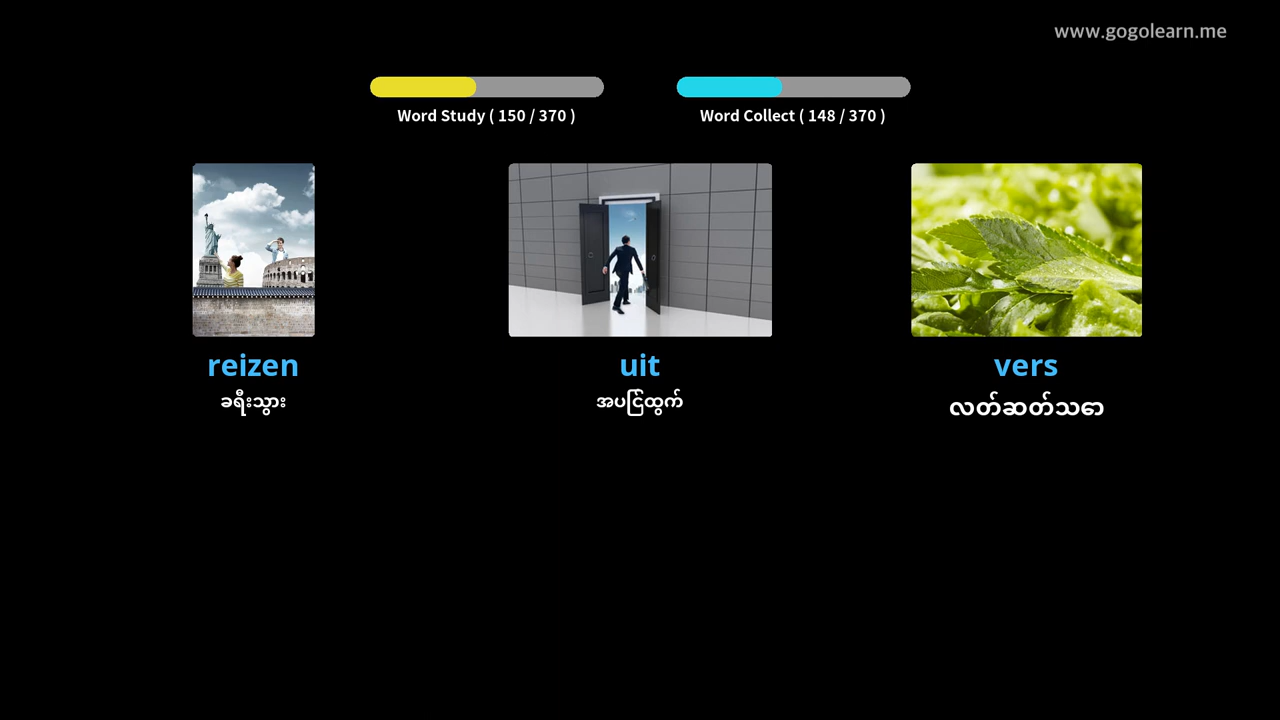 www.gogolearn.me
Word Study ( 150 / 370 )
Word Collect ( 148 / 370 )
reizen
ခရီးသွား
uit
အပြင်ထွက်
vers
လတ်ဆတ်သော